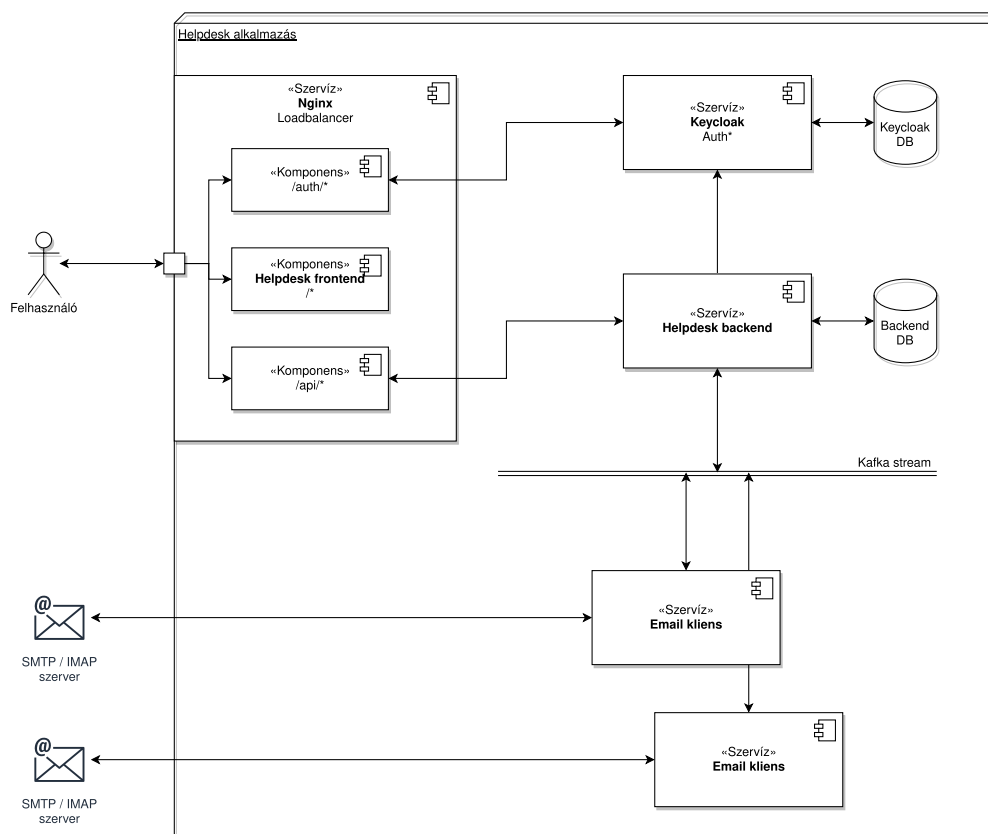 Helpdesk alkalmazás
«Szervíz»
Nginx
Loadbalancer
«Komponens»
/auth/*
«Komponens»
Helpdesk frontend
/*
«Komponens»
/api/*
Felhasználó
«Szervíz»
Keycloak
Auth*
Keycloak
DB
«Szervíz»
Helpdesk backend
Backend
DB
Kafka stream
«Szervíz»
Email kliens
@
SMTP / IMAP
szerver
«Szervíz»
Email kliens
@
SMTP / IMAP
szerver